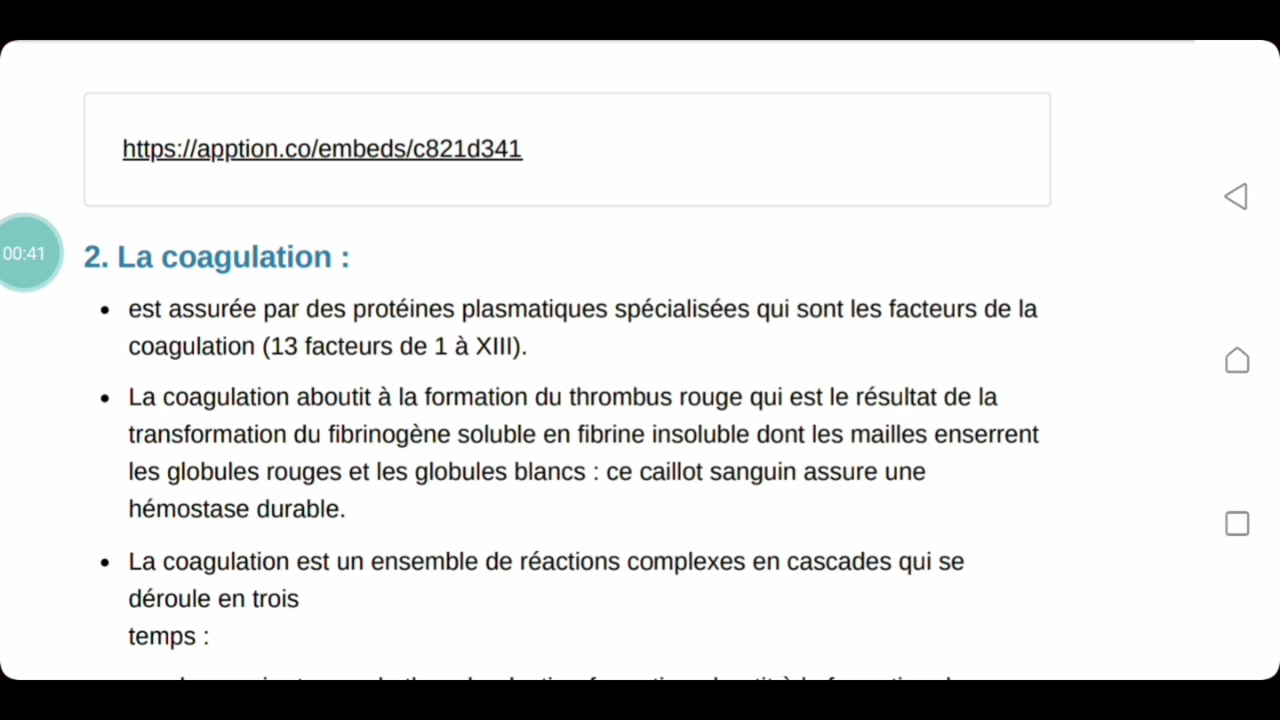 https://apption.co/embeds/c821d341
00:41
2. La coagulation :
• est assurée par des protéines plasmatiques spécialisées qui sont les facteurs de la
coagulation (13 facteurs de 1 à XIII).
• La coagulation aboutit à la formation du thrombus rouge qui est le résultat de la
transformation du fibrinogène soluble en fibrine insoluble dont les mailles enserrent
les globules rouges et les globules blancs : ce caillot sanguin assure une
hémostase durable.
• La coagulation est un ensemble de réactions complexes en cascades qui se
déroule en trois
temps :